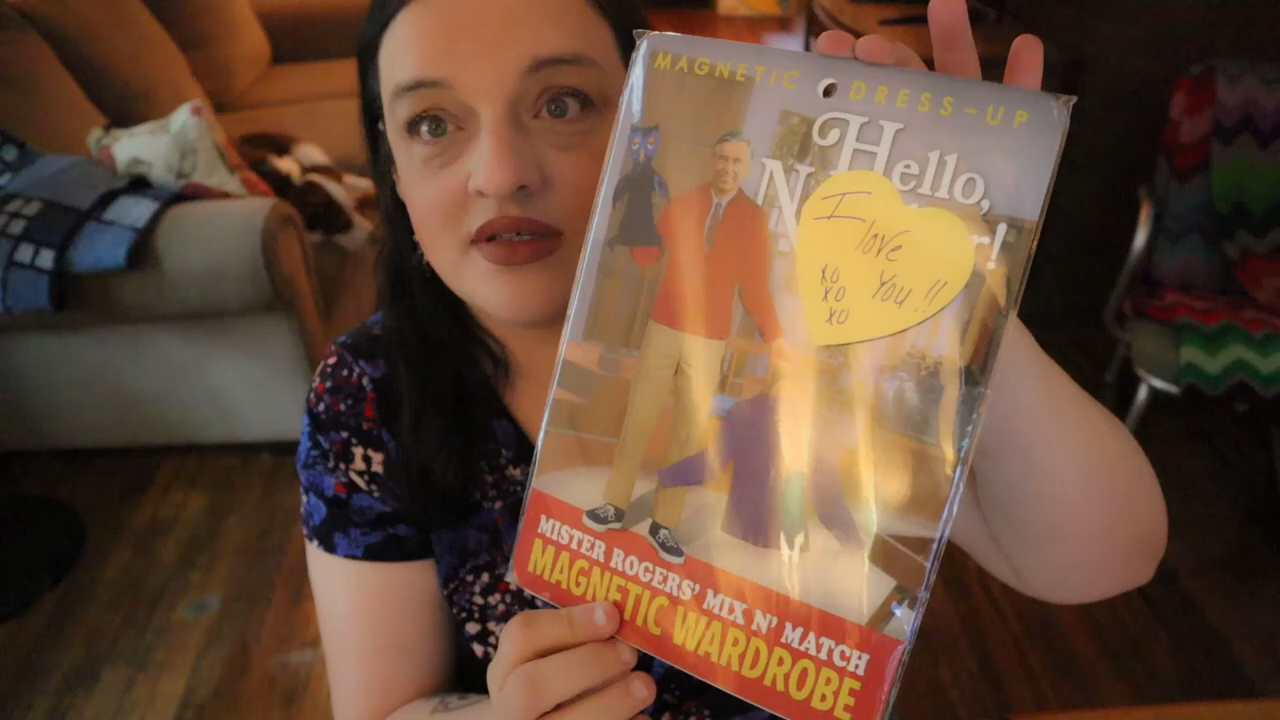 MAGNETIC DRESS-UP
Hello,
I
love
XO
XO
XO
You!!
MISTER ROGERS' MIX N' MATCH
MAGNETIC WARDROBE